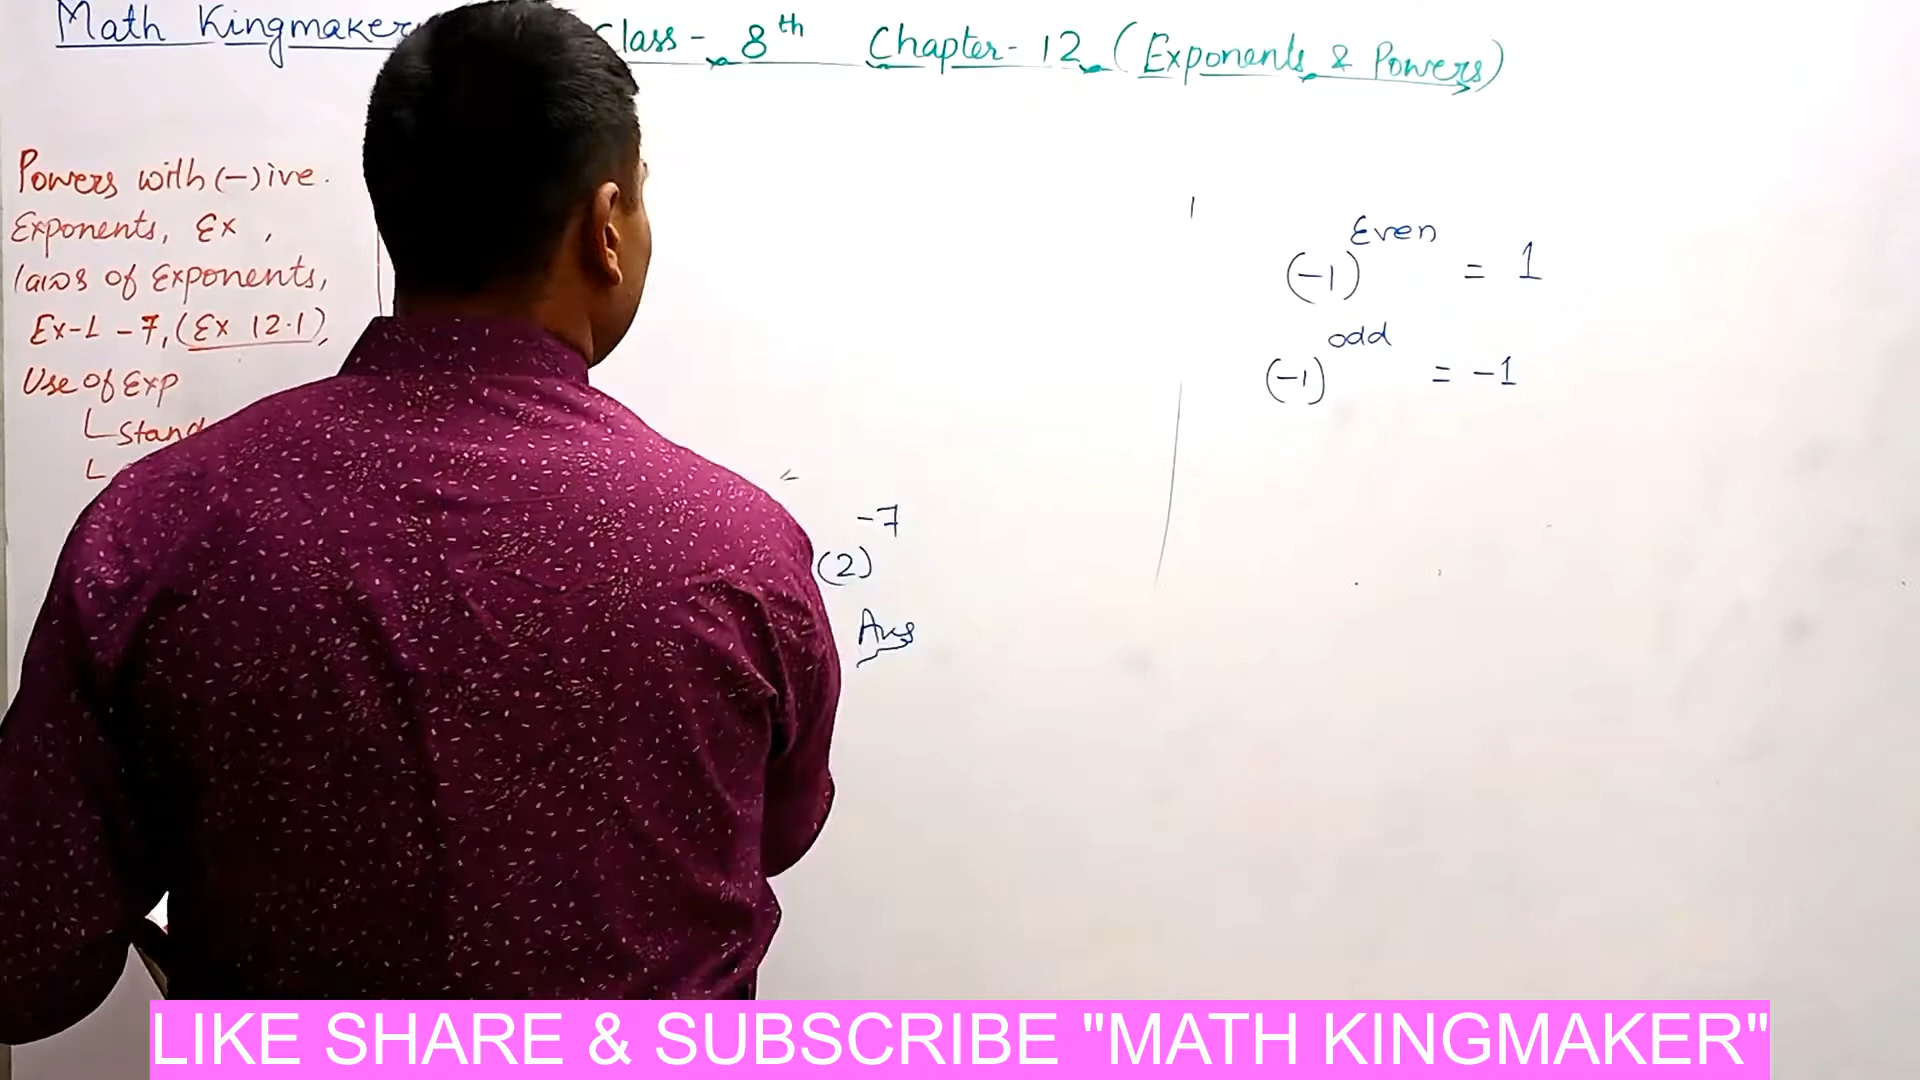 Math Kingmaker
Class - 8th Chapter - 12 (Exponents & Powers)
Powers with (-)ive.
Exponents, Ex,
laws of Exponents,
Ex-1 - 7, (Ex 12.1),
Use of Exp
(-1)^Even = 1
(-1)^odd = -1
(2)^-7
Ans
LIKE SHARE & SUBSCRIBE "MATH KINGMAKER"